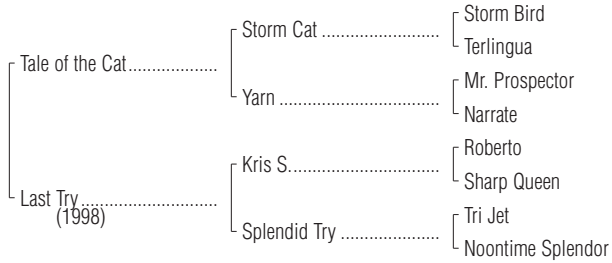 Storm Bird
Storm Cat ........................
Terlingua
Tale of the Cat..................
Mr. Prospector
Yarn .................................
Narrate
Roberto
Kris S..............................
Sharp Queen
Last Try...........................
(1998)
Tri Jet
Splendid Try ....................
Noontime Splendor